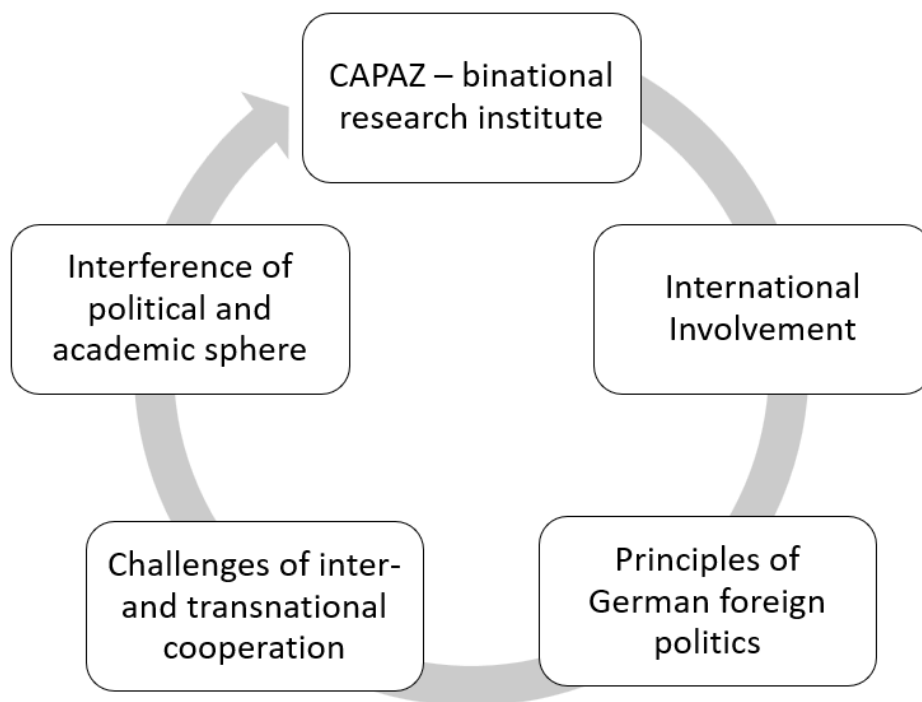 CAPAZ – binational
research institute
International
Involvement
Principles of
German foreign
politics
Challenges of inter-
and transnational
cooperation
Interference of
political and
academic sphere